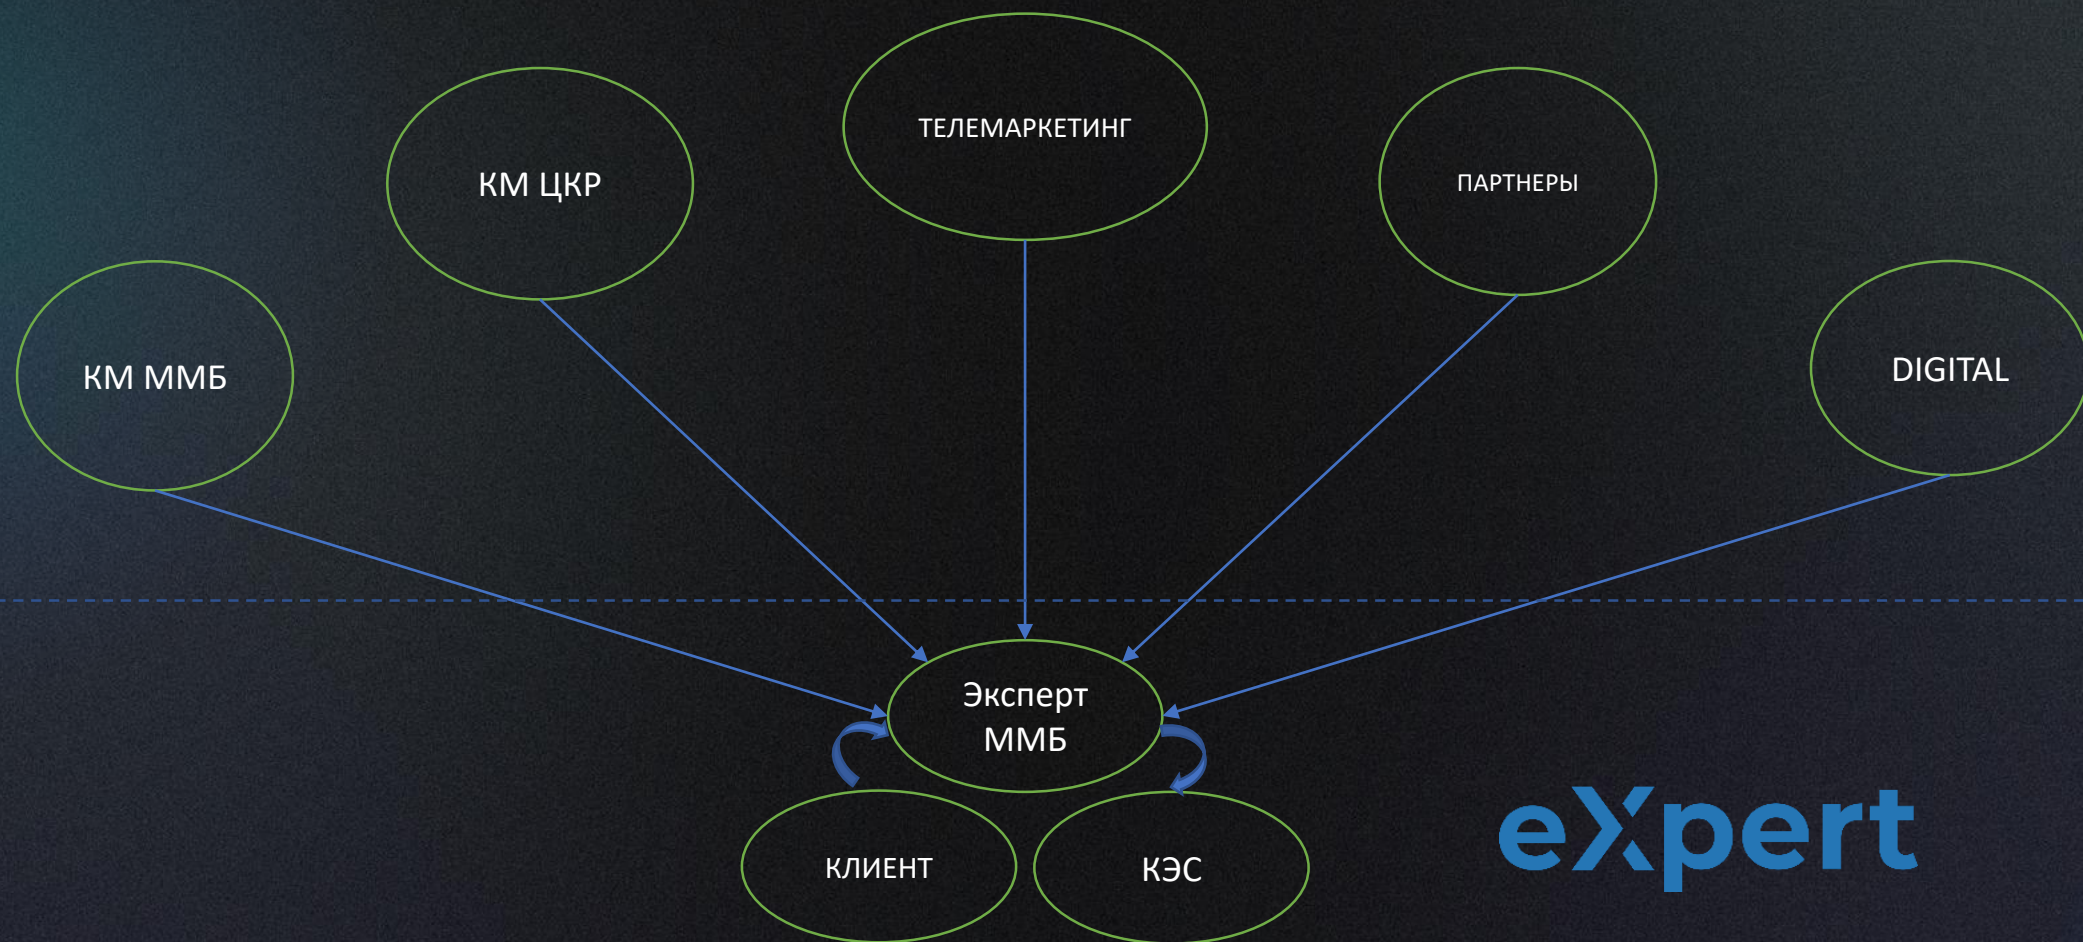 ТЕЛЕМАРКЕТИНГ
КМ ЦКР
ПАРТНЕРЫ
КМ ММБ
DIGITAL
Эксперт
ММБ
КЛИЕНТ
КЭС
eXpert